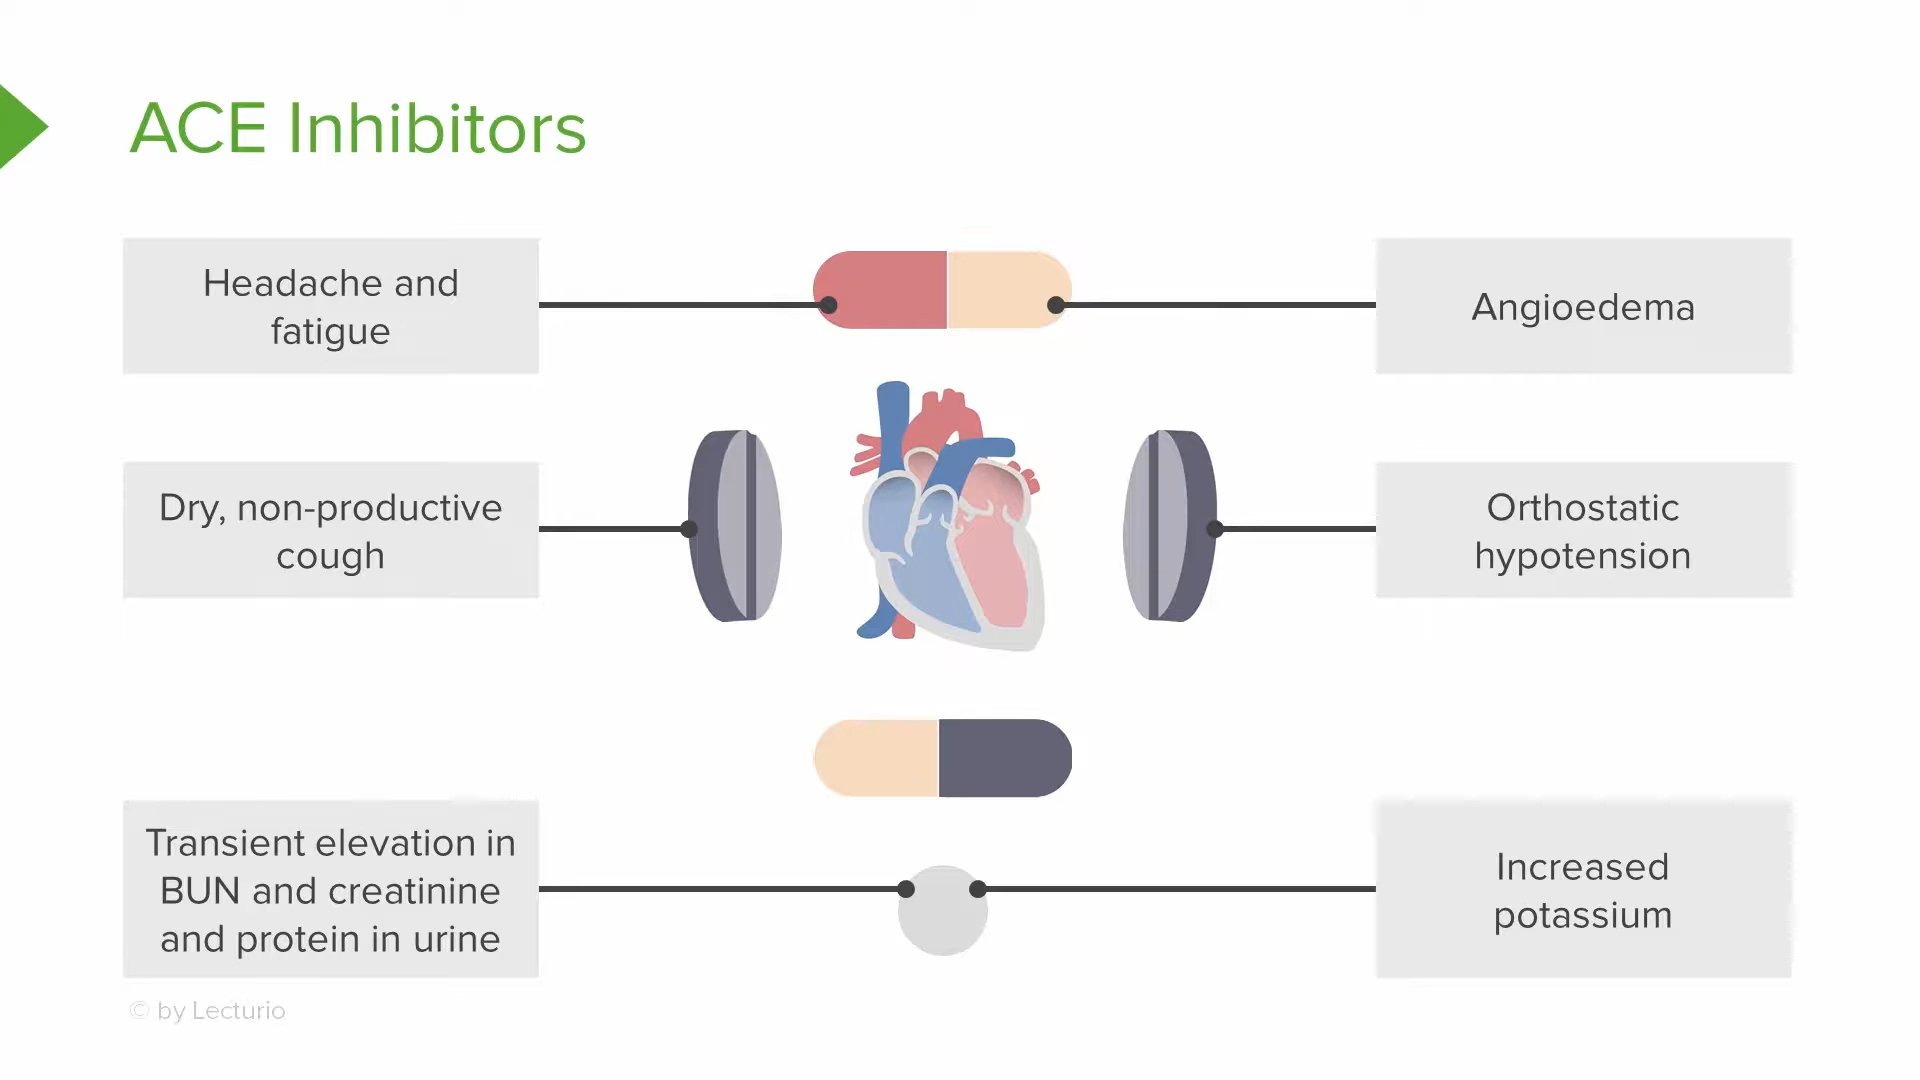 ACE Inhibitors
Headache and
fatigue
Angioedema
Dry, non-productive
cough
Orthostatic
hypotension
Transient elevation in
BUN and creatinine
and protein in urine
Increased
potassium
© by Lecturio